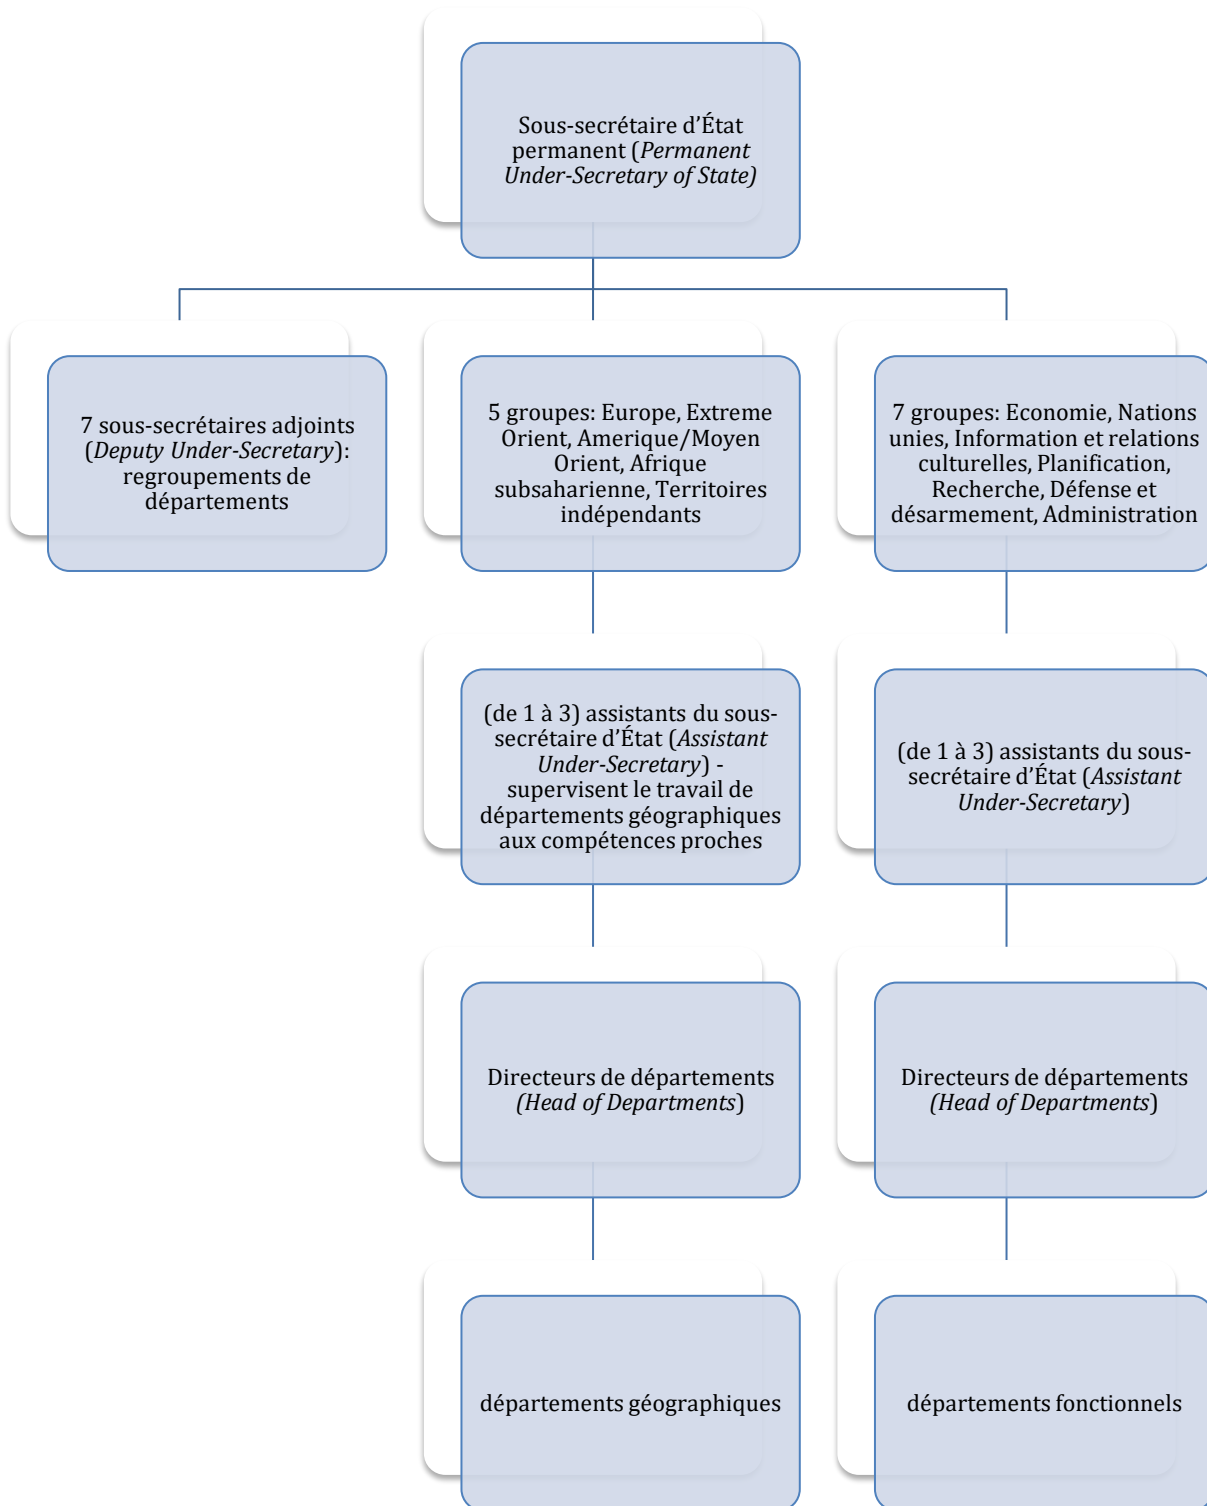 Sous-secrétaire d’État
permanent (Permanent
Under-Secretary of State)
7 sous-secrétaires adjoints
(Deputy Under-Secretary):
regroupements de
départements
5 groupes: Europe, Extreme
Orient, Amerique/Moyen
Orient, Afrique
subsaharienne, Territoires
indépendants
7 groupes: Economie, Nations
unies, Information et relations
culturelles, Planification,
Recherche, Défense et
désarmement, Administration
(de 1 à 3) assistants du sous-
secrétaire d’État (Assistant
Under-Secretary) -
supervisent le travail de
départements géographiques
aux compétences proches
(de 1 à 3) assistants du sous-
secrétaire d’État (Assistant
Under-Secretary)
Directeurs de départements
(Head of Departments)
Directeurs de départements
(Head of Departments)
départements géographiques
départements fonctionnels